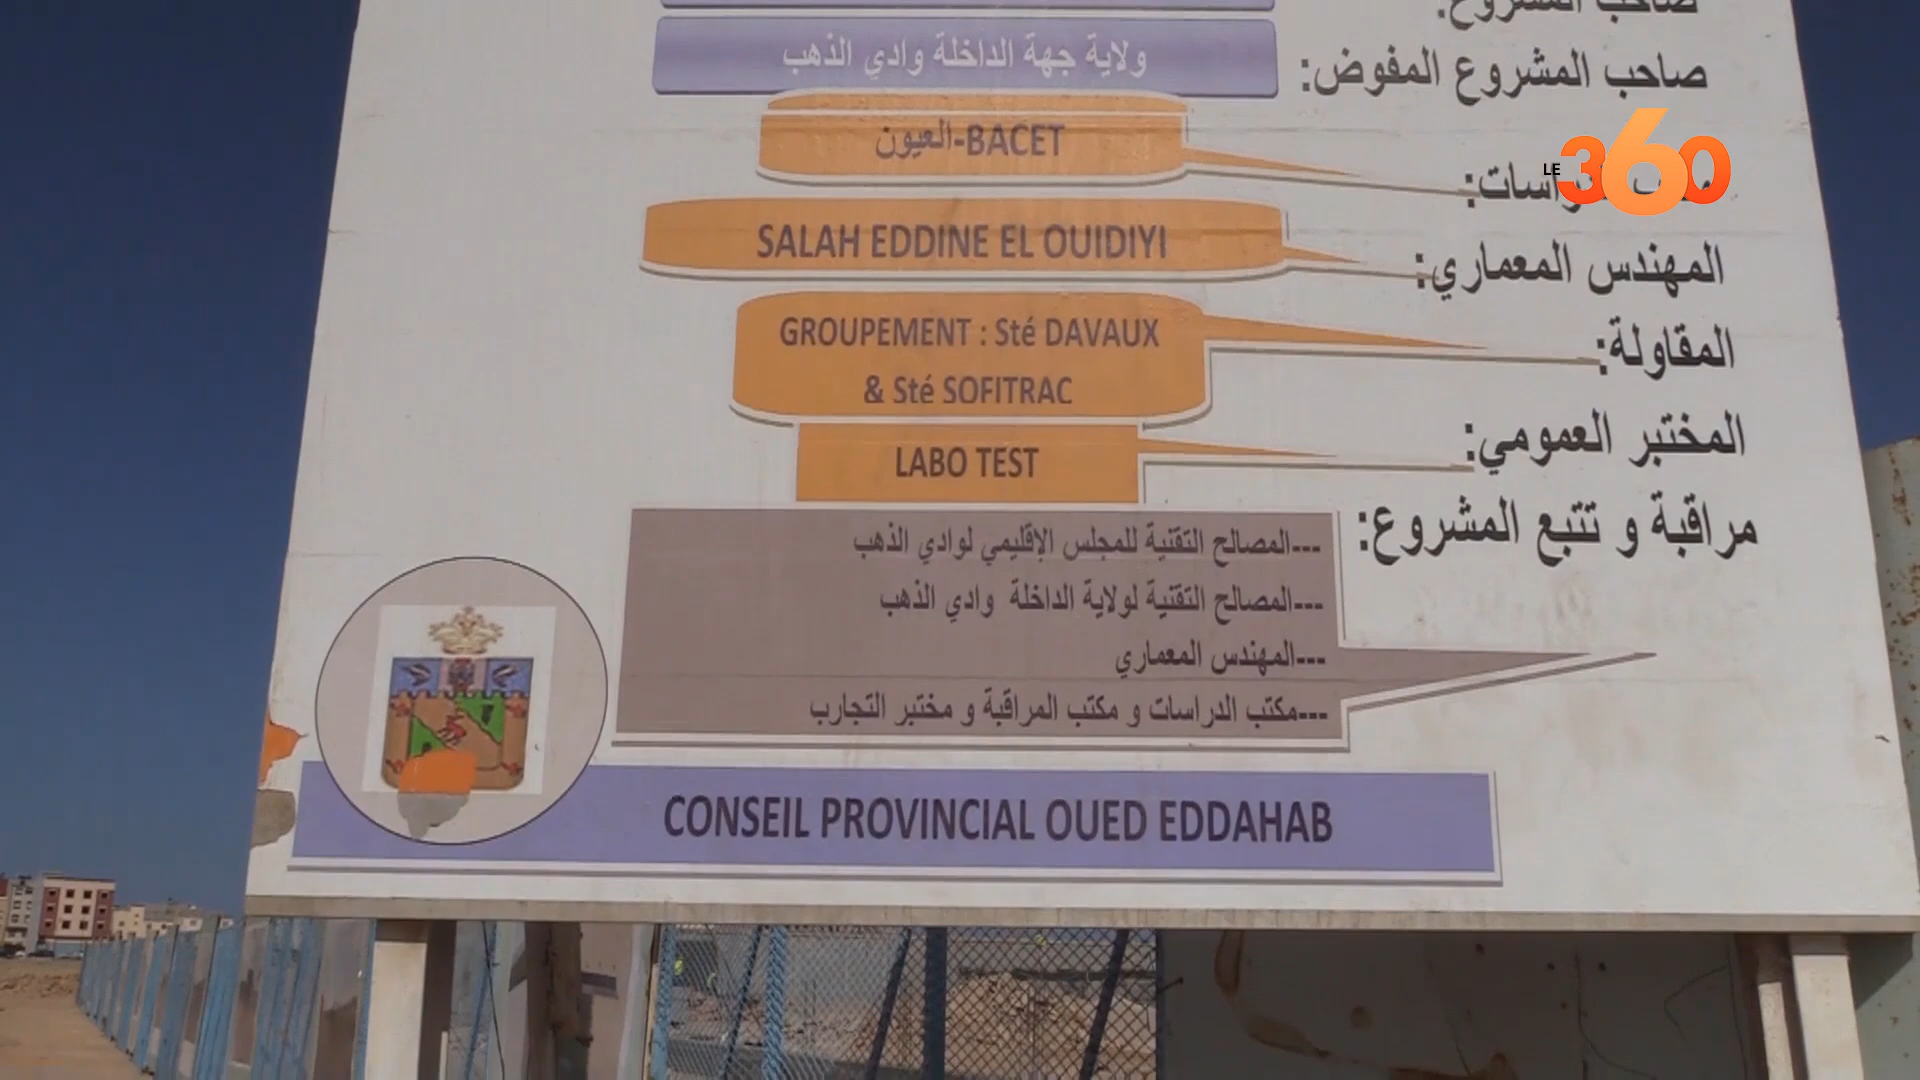 صاحب المشروع:
صاحب المشروع المفوض:
ولاية جهة الداخلة وادي الذهب
LE 360
العيون-BACET
المهندس المعماري:
SALAH EDDINE EL OUIDIYI
المقاولة:
GROUPEMENT : Sté DAVAUX
& Sté SOFITRAC
المختبر العمومي:
LABO TEST
مراقبة و تتبع المشروع:
---المصالح التقنية للمجلس الإقليمي لوادي الذهب
---المصالح التقنية لولاية الداخلة وادي الذهب
---المهندس المعماري
---مكتب الدراسات و مكتب المراقبة و مختبر التجارب
CONSEIL PROVINCIAL OUED EDDAHAB